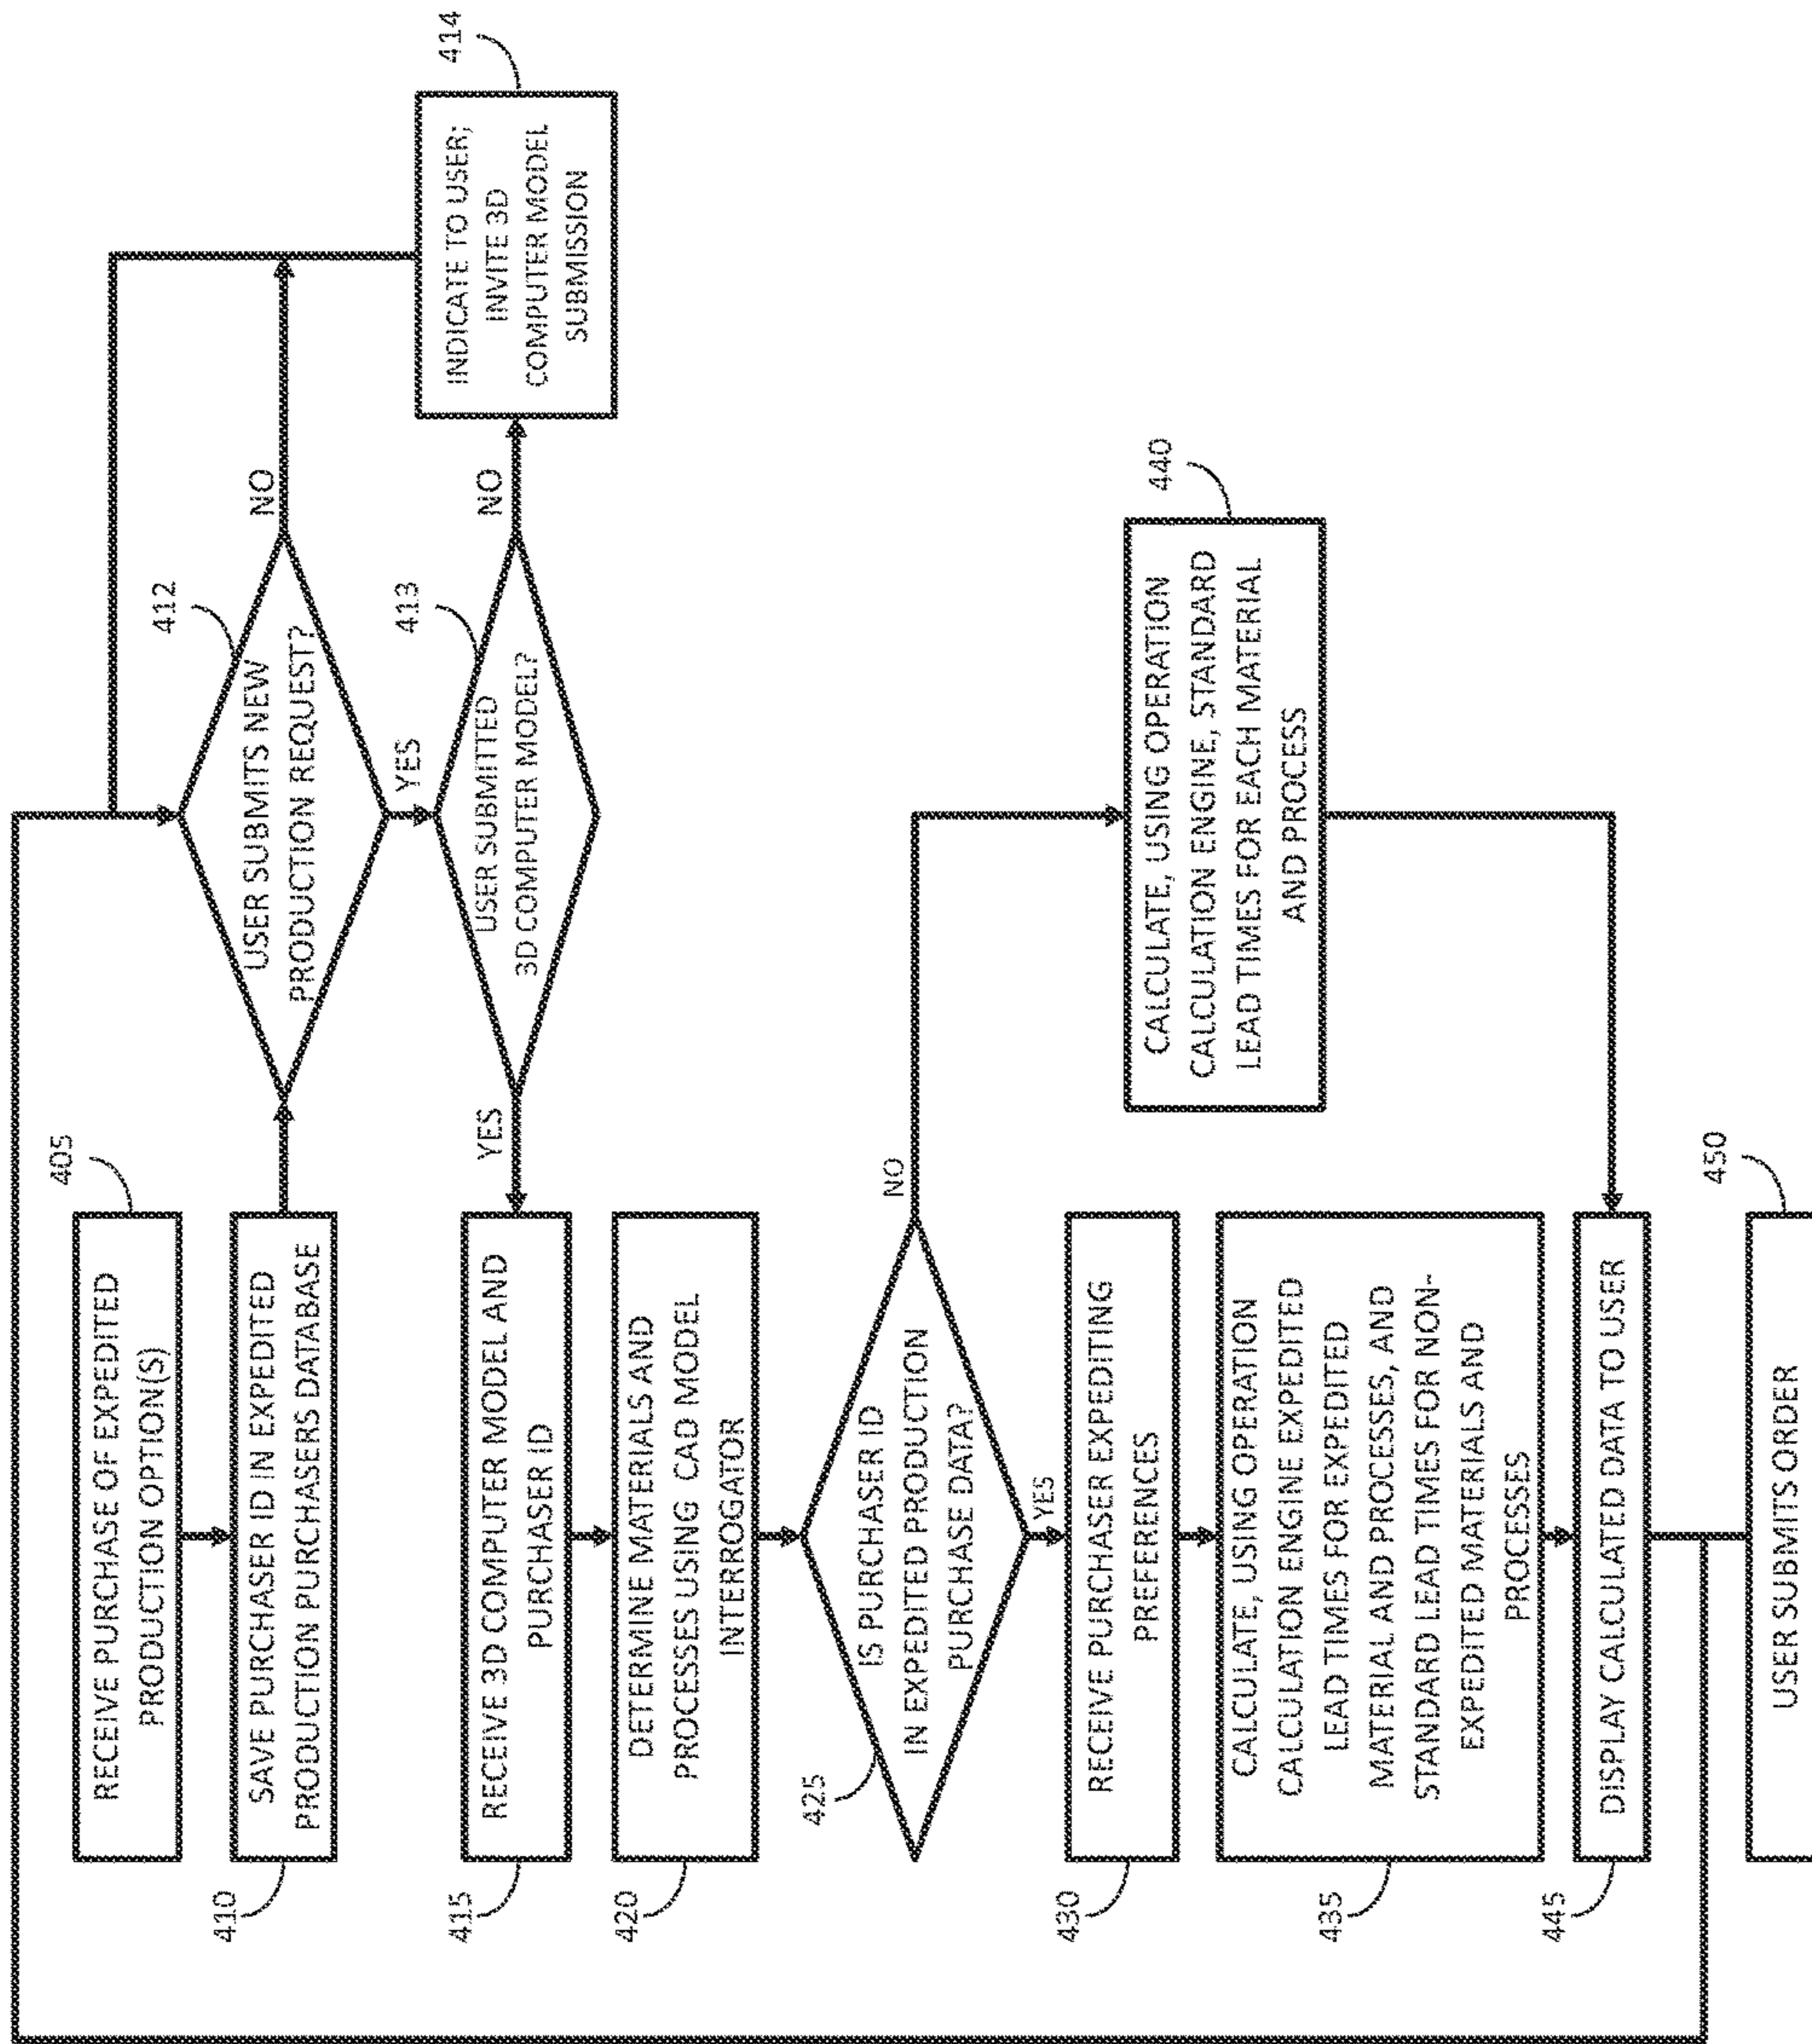 405
RECEIVE PURCHASE OF EXPEDITED
PRODUCTION OPTION(S)
410
SAVE PURCHASER ID IN EXPEDITED
PRODUCTION PURCHASERS DATABASE
412
USER SUBMITS NEW
PRODUCTION REQUEST?
NO
YES
413
USER SUBMITTED
3D COMPUTER MODEL?
NO
YES
414
INDICATE TO USER;
INVITE 3D
COMPUTER MODEL
SUBMISSION
415
RECEIVE 3D COMPUTER MODEL AND
PURCHASER ID
420
DETERMINE MATERIALS AND
PROCESSES USING CAD MODEL
INTERROGATOR
425
IS PURCHASER ID
IN EXPEDITED PRODUCTION
PURCHASE DATA?
NO
YES
430
RECEIVE PURCHASER EXPEDITING
PREFERENCES
440
CALCULATE, USING OPERATION
CALCULATION ENGINE, STANDARD
LEAD TIMES FOR EACH MATERIAL
AND PROCESS
435
CALCULATE, USING OPERATION
CALCULATION ENGINE EXPEDITED
LEAD TIMES FOR EXPEDITED
MATERIAL AND PROCESSES, AND
STANDARD LEAD TIMES FOR NON-
EXPEDITED MATERIALS AND
PROCESSES
445
DISPLAY CALCULATED DATA TO USER
450
USER SUBMITS ORDER